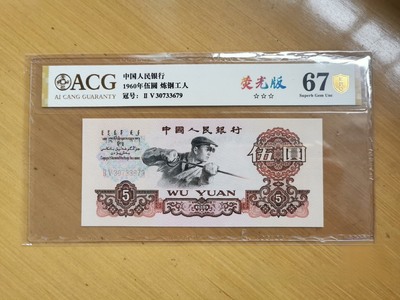 ACG
AI CANG GUARANTY
中国人民银行
1960年伍圆 炼钢工人
冠号: ⅡV30733679
荧光版
☆☆☆
67
Superb Gem Unc
中国人民银行
伍圆
WU YUAN
5
5